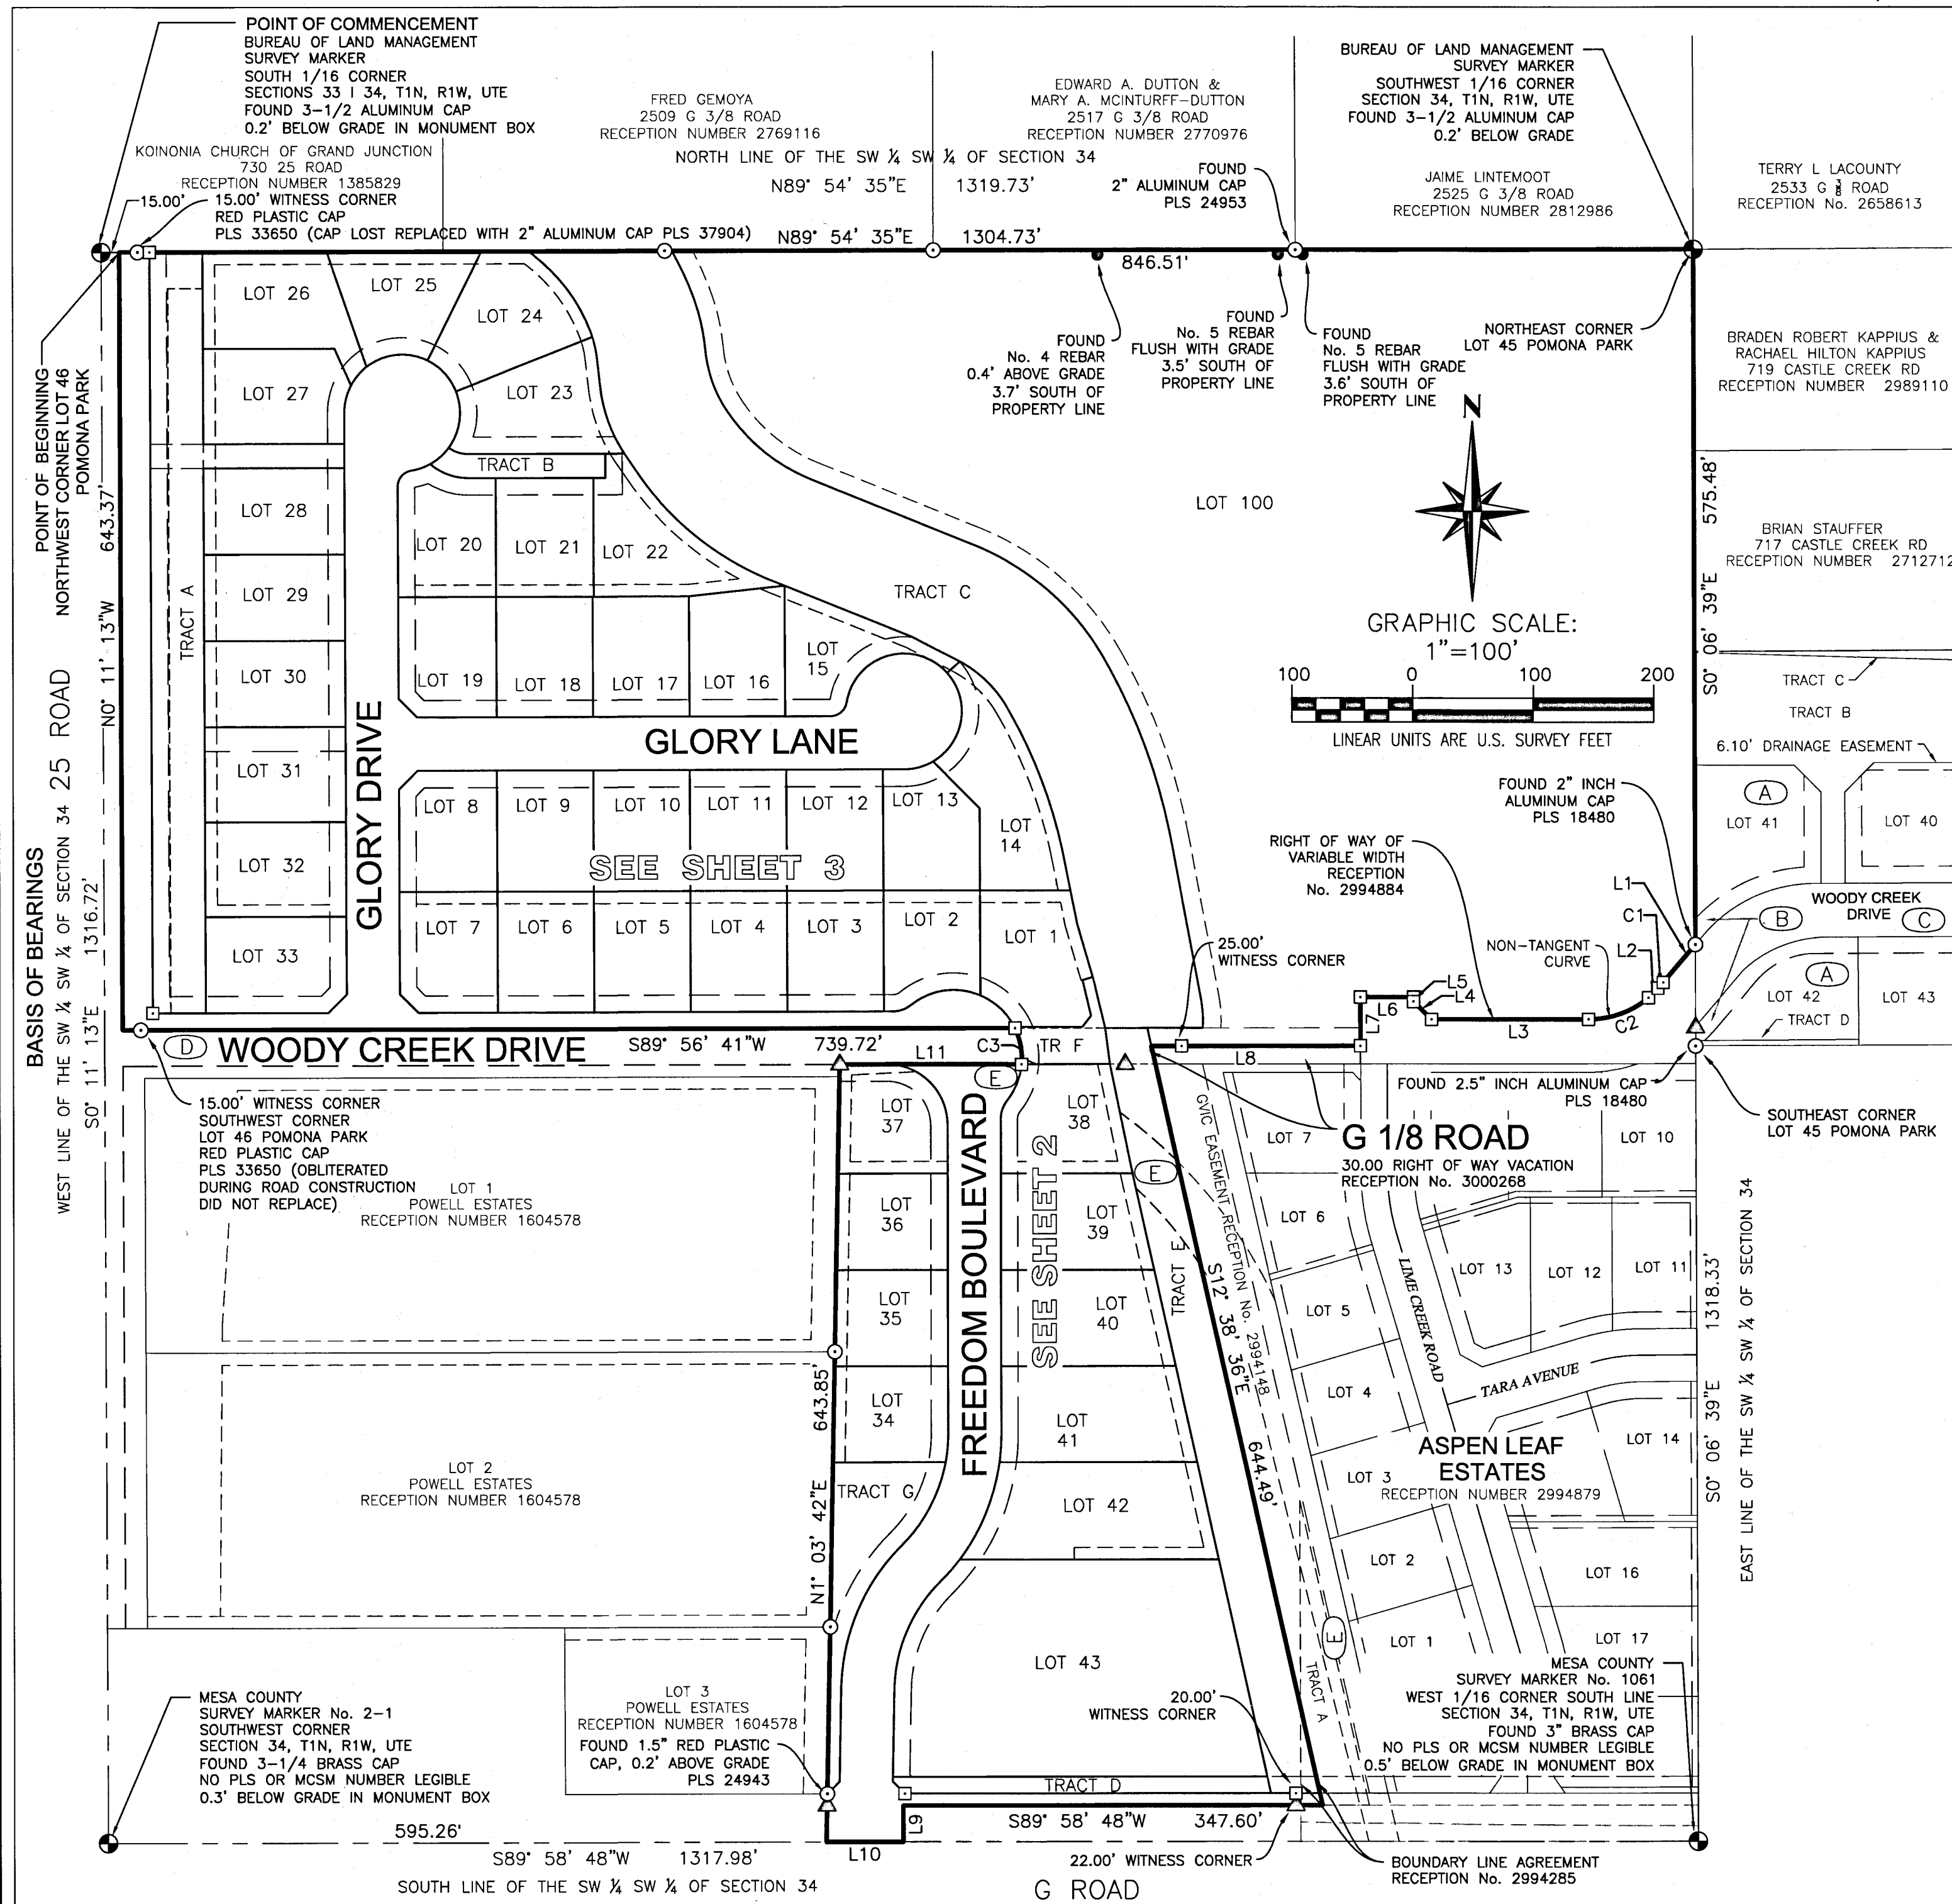 POINT OF COMMENCEMENT
BUREAU OF LAND MANAGEMENT
SURVEY MARKER
SOUTH 1/16 CORNER
SECTIONS 33 I 34, T1N, R1W, UTE
FOUND 3-1/2 ALUMINUM CAP
0.2' BELOW GRADE IN MONUMENT BOX
KOINONIA CHURCH OF GRAND JUNCTION
730 25 ROAD
RECEPTION NUMBER 1385829
15.00'
15.00' WITNESS CORNER
RED PLASTIC CAP
PLS 33650 (CAP LOST REPLACED WITH 2" ALUMINUM CAP PLS 37904)
FRED GEMOYA
2509 G 3/8 ROAD
RECEPTION NUMBER 2769116
EDWARD A. DUTTON &
MARY A. MCINTURFF-DUTTON
2517 G 3/8 ROAD
RECEPTION NUMBER 2770976
NORTH LINE OF THE SW ¼ SW ¼ OF SECTION 34
N89° 54' 35"E 1319.73'
N89° 54' 35"E 1304.73'
846.51'
FOUND
2" ALUMINUM CAP
PLS 24953
BUREAU OF LAND MANAGEMENT
SURVEY MARKER
SOUTHWEST 1/16 CORNER
SECTION 34, T1N, R1W, UTE
FOUND 3-1/2 ALUMINUM CAP
0.2' BELOW GRADE
JAIME LINTEMOOT
2525 G 3/8 ROAD
RECEPTION NUMBER 2812986
TERRY L LACOUNTY
2533 G 3/8 ROAD
RECEPTION No. 2658613
POINT OF BEGINNING
NORTHWEST CORNER LOT 46
POMONA PARK
643.37'
N0° 11' 13"W
25 ROAD
BASIS OF BEARINGS
WEST LINE OF THE SW ¼ SW ¼ OF SECTION 34
S0° 11' 13"E 1316.72'
FOUND
No. 4 REBAR
0.4' ABOVE GRADE
3.7' SOUTH OF
PROPERTY LINE
FOUND
No. 5 REBAR
FLUSH WITH GRADE
3.5' SOUTH OF
PROPERTY LINE
FOUND
No. 5 REBAR
FLUSH WITH GRADE
3.6' SOUTH OF
PROPERTY LINE
NORTHEAST CORNER
LOT 45 POMONA PARK
BRADEN ROBERT KAPPIUS &
RACHAEL HILTON KAPPIUS
719 CASTLE CREEK RD
RECEPTION NUMBER 2989110
BRIAN STAUFFER
717 CASTLE CREEK RD
RECEPTION NUMBER 2712712
575.48'
S0° 06' 39"E
N
GRAPHIC SCALE:
1"=100'
100 0 100 200
LINEAR UNITS ARE U.S. SURVEY FEET
LOT 26
LOT 25
LOT 24
LOT 27
LOT 23
TRACT B
LOT 28
LOT 20
LOT 21
LOT 22
LOT 100
TRACT A
LOT 29
TRACT C
LOT 30
LOT 19
LOT 18
LOT 17
LOT 16
LOT 15
GLORY DRIVE
GLORY LANE
LOT 31
LOT 8
LOT 9
LOT 10
LOT 11
LOT 12
LOT 13
LOT 14
LOT 32
SEE SHEET 3
LOT 33
LOT 7
LOT 6
LOT 5
LOT 4
LOT 3
LOT 2
LOT 1
TRACT C
TRACT B
6.10' DRAINAGE EASEMENT
A
LOT 41
LOT 40
FOUND 2" INCH
ALUMINUM CAP
PLS 18480
RIGHT OF WAY OF
VARIABLE WIDTH
RECEPTION
No. 2994884
L1
C1
L2
NON-TANGENT
CURVE
B
WOODY CREEK
DRIVE
C
A
LOT 42
LOT 43
TRACT D
25.00'
WITNESS CORNER
L5
L4
L6
L7
L3
C2
L8
D
WOODY CREEK DRIVE
S89° 56' 41"W 739.72'
L11
C3
TR F
E
FOUND 2.5" INCH ALUMINUM CAP
PLS 18480
SOUTHEAST CORNER
LOT 45 POMONA PARK
15.00' WITNESS CORNER
SOUTHWEST CORNER
LOT 46 POMONA PARK
RED PLASTIC CAP
PLS 33650 (OBLITERATED
DURING ROAD CONSTRUCTION
DID NOT REPLACE)
LOT 1
POWELL ESTATES
RECEPTION NUMBER 1604578
LOT 37
LOT 38
E
LOT 36
LOT 39
LOT 35
LOT 40
LOT 34
LOT 41
FREEDOM BOULEVARD
SEE SHEET 2
TRACT E
GVIC EASEMENT RECEPTION No. 2994148
S12° 38' 36"E
644.49'
G 1/8 ROAD
30.00 RIGHT OF WAY VACATION
RECEPTION No. 3000268
LOT 7
LOT 10
LOT 6
LOT 13
LOT 12
LOT 11
LOT 5
LIME CREEK ROAD
TARA AVENUE
LOT 4
ASPEN LEAF
ESTATES
RECEPTION NUMBER 2994879
LOT 14
LOT 3
LOT 2
LOT 16
LOT 1
LOT 17
E
TRACT A
EAST LINE OF THE SW ¼ SW ¼ OF SECTION 34
S0° 06' 39"E 1318.33'
LOT 2
POWELL ESTATES
RECEPTION NUMBER 1604578
643.85'
N1° 03' 42"E
TRACT G
LOT 42
LOT 43
MESA COUNTY
SURVEY MARKER No. 2-1
SOUTHWEST CORNER
SECTION 34, T1N, R1W, UTE
FOUND 3-1/4 BRASS CAP
NO PLS OR MCSM NUMBER LEGIBLE
0.3' BELOW GRADE IN MONUMENT BOX
LOT 3
POWELL ESTATES
RECEPTION NUMBER 1604578
FOUND 1.5" RED PLASTIC
CAP, 0.2' ABOVE GRADE
PLS 24943
20.00'
WITNESS CORNER
MESA COUNTY
SURVEY MARKER No. 1061
WEST 1/16 CORNER SOUTH LINE
SECTION 34, T1N, R1W, UTE
FOUND 3" BRASS CAP
NO PLS OR MCSM NUMBER LEGIBLE
0.5' BELOW GRADE IN MONUMENT BOX
TRACT D
L9
S89° 58' 48"W 347.60'
595.26'
L10
S89° 58' 48"W 1317.98'
SOUTH LINE OF THE SW ¼ SW ¼ OF SECTION 34
22.00' WITNESS CORNER
G ROAD
BOUNDARY LINE AGREEMENT
RECEPTION No. 2994285